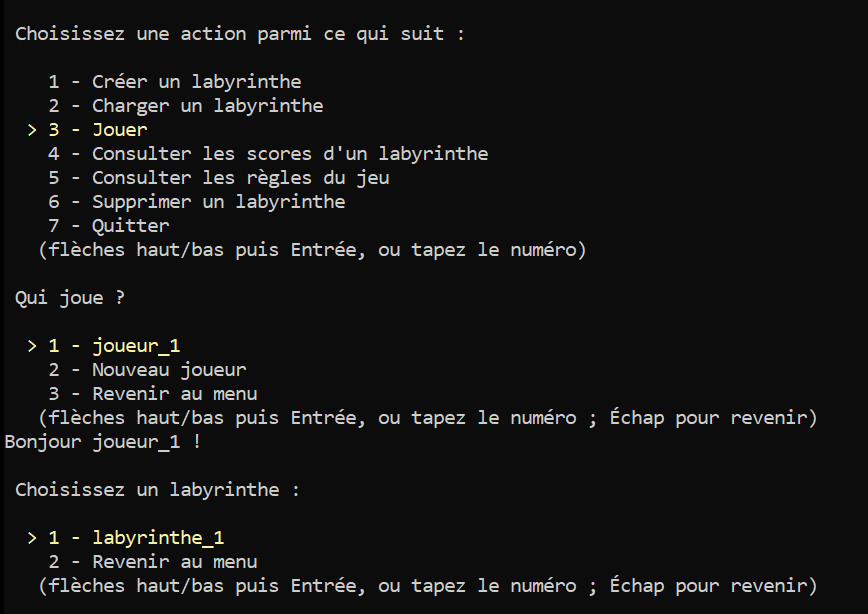 Choisissez une action parmi ce qui suit :
1 - Créer un labyrinthe
2 - Charger un labyrinthe
> 3 - Jouer
4 - Consulter les scores d'un labyrinthe
5 - Consulter les règles du jeu
6 - Supprimer un labyrinthe
7 - Quitter
(flèches haut/bas puis Entrée, ou tapez le numéro)
Qui joue ?
> 1 - joueur_1
2 - Nouveau joueur
3 - Revenir au menu
(flèches haut/bas puis Entrée, ou tapez le numéro ; Échap pour revenir)
Bonjour joueur_1 !
Choisissez un labyrinthe :
> 1 - labyrinthe_1
2 - Revenir au menu
(flèches haut/bas puis Entrée, ou tapez le numéro ; Échap pour revenir)